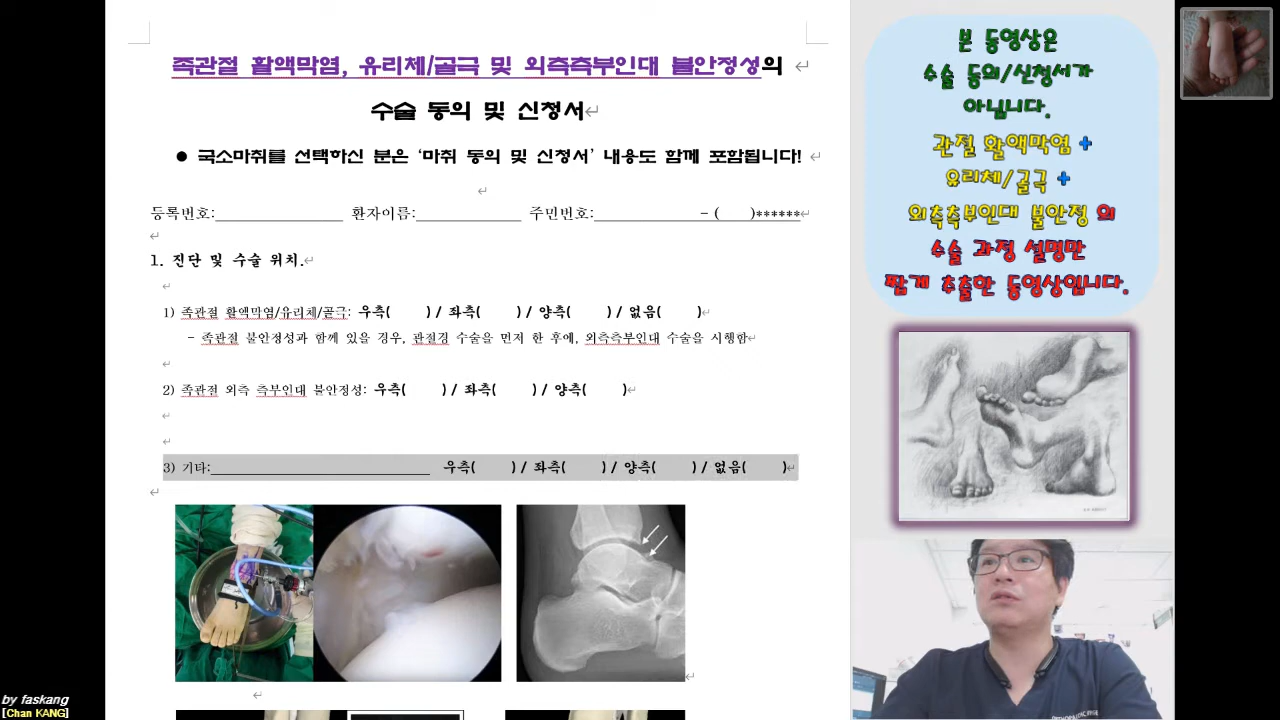 족관절 활액막염, 유리체/골극 및 외측측부인대 불안정성의
수술 동의 및 신청서
● 국소마취를 선택하신 분은 ‘마취 동의 및 신청서’ 내용도 함께 포함됩니다!
등록번호:________________ 환자이름:_____________ 주민번호:_____________ – (    )******
1. 진단 및 수술 위치.
1) 족관절 활액막염/유리체/골극: 우측(    ) / 좌측(    ) / 양측(    ) / 없음(    )
– 족관절 불안정성과 함께 있을 경우, 관절경 수술을 먼저 한 후에, 외측측부인대 수술을 시행함
2) 족관절 외측 측부인대 불안정성: 우측(    ) / 좌측(    ) / 양측(    )
3) 기타:____________________________ 우측(    ) / 좌측(    ) / 양측(    ) / 없음(    )
본 동영상은
수술 동의/신청서가
아닙니다.
관절 활액막염 +
유리체/골극 +
외측측부인대 불안정 의
수술 과정 설명만
짧게 추출한 동영상입니다.
by faskang
[Chan KANG]